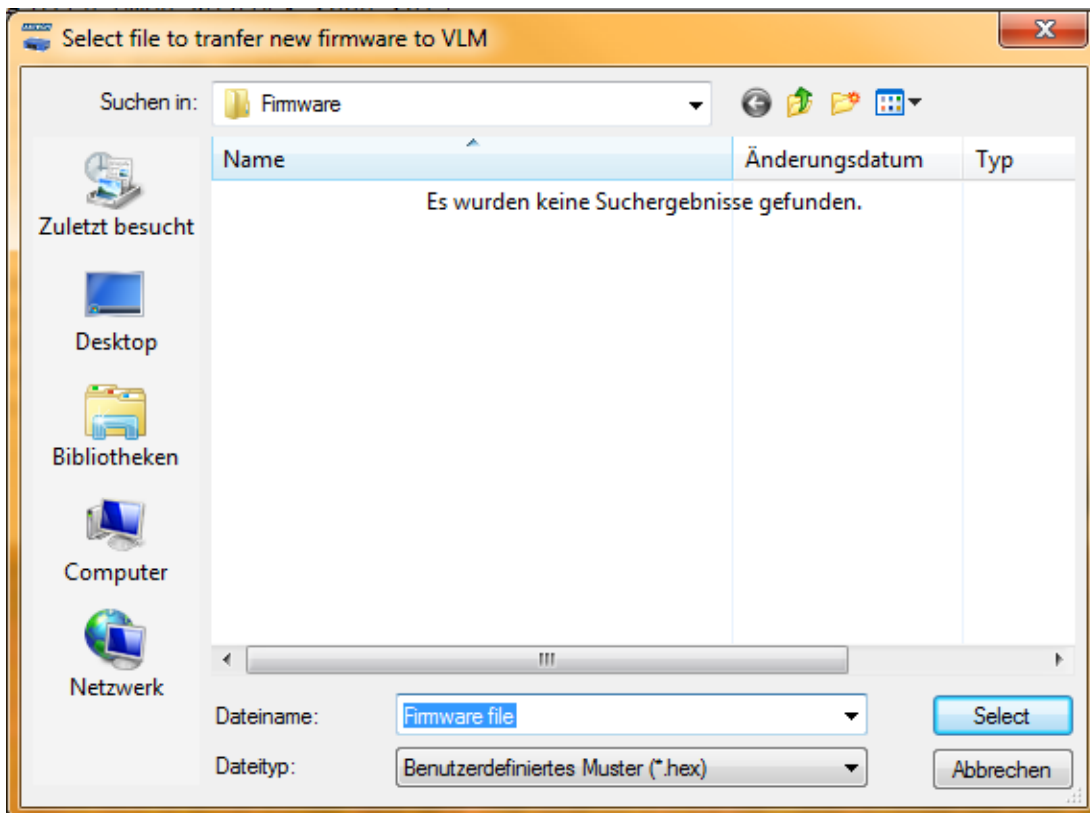 Select file to tranfer new firmware to VLM
Suchen in:
Firmware
Name
Änderungsdatum
Typ
Es wurden keine Suchergebnisse gefunden.
Zuletzt besucht
Desktop
Bibliotheken
Computer
Netzwerk
Dateiname:
Firmware file
Select
Dateityp:
Benutzerdefiniertes Muster (*.hex)
Abbrechen